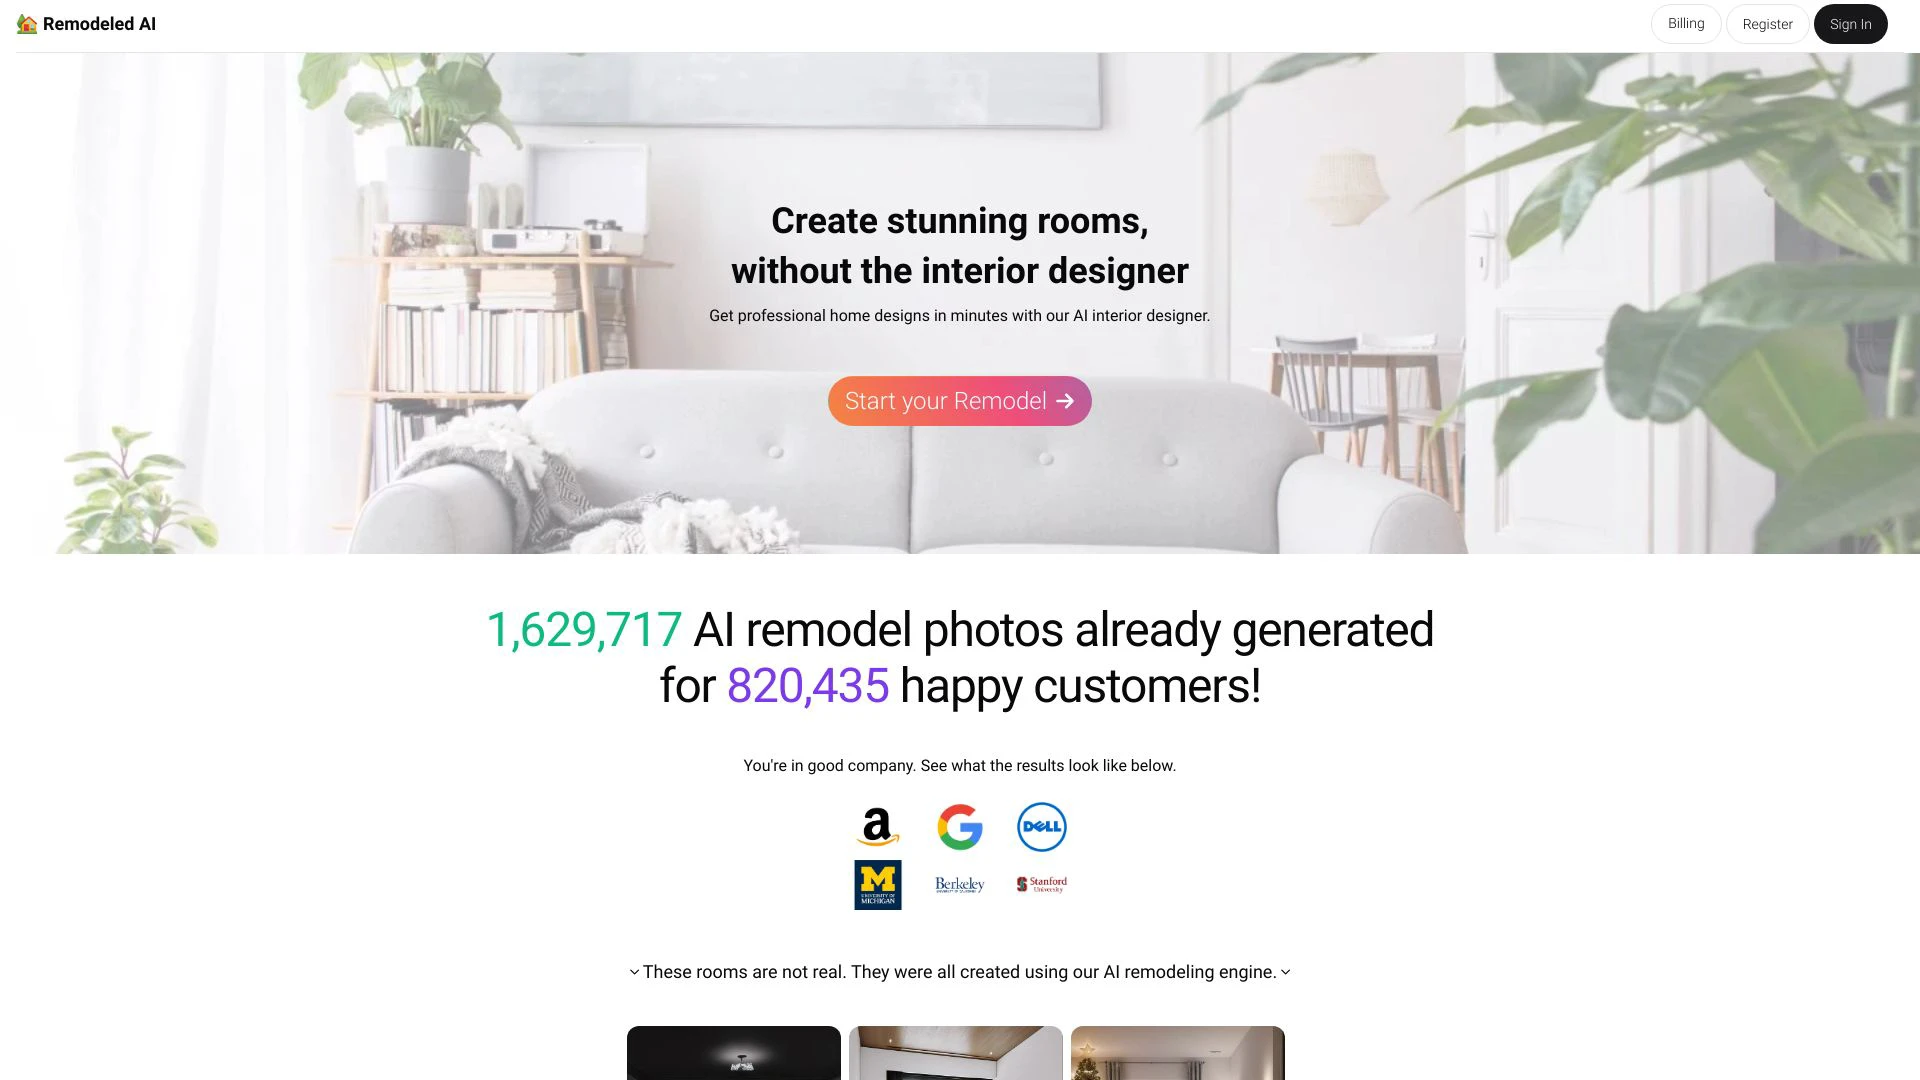 Remodeled AI
Billing
Register
Sign In
Create stunning rooms,
without the interior designer
Get professional home designs in minutes with our AI interior designer.
Start your Remodel
1,629,717 AI remodel photos already generated
for 820,435 happy customers!
You're in good company. See what the results look like below.
a
G
DELL
M
UNIVERSITY OF
MICHIGAN
Berkeley
UNIVERSITY OF CALIFORNIA
Stanford
University
These rooms are not real. They were all created using our AI remodeling engine.